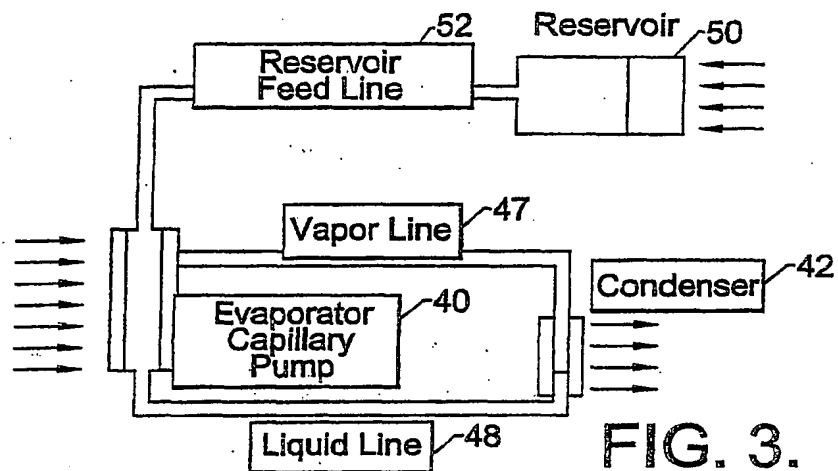 52
Reservoir
50
Reservoir
Feed Line
Vapor Line
47
Condenser
42
Evaporator
Capillary
Pump
40
Liquid Line
48
FIG. 3.